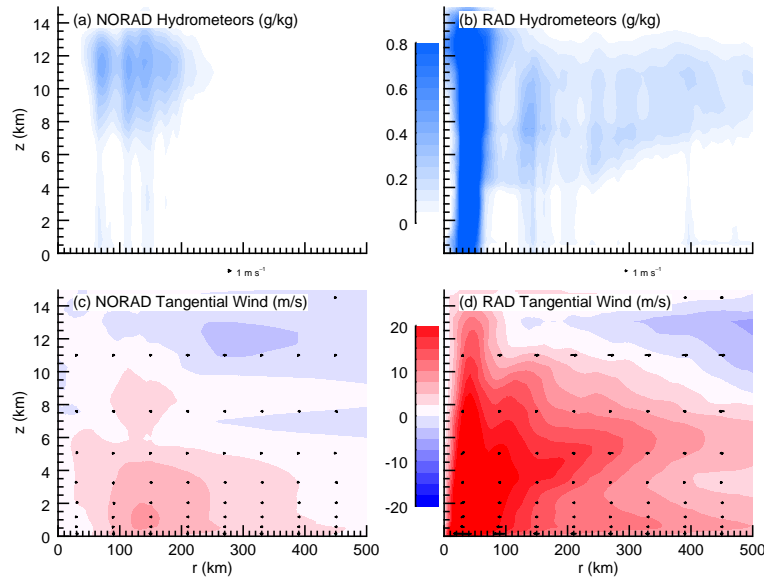 (a) NORAD Hydrometeors (g/kg)
(b) RAD Hydrometeors (g/kg)
14
12
10
8
6
4
2
0
z (km)
0.8
0.6
0.4
0.2
0
1 m s⁻¹
1 m s⁻¹
(c) NORAD Tangential Wind (m/s)
(d) RAD Tangential Wind (m/s)
14
12
10
8
6
4
2
0
z (km)
20
10
0
-10
-20
0 100 200 300 400 500
0 100 200 300 400 500
r (km)
r (km)